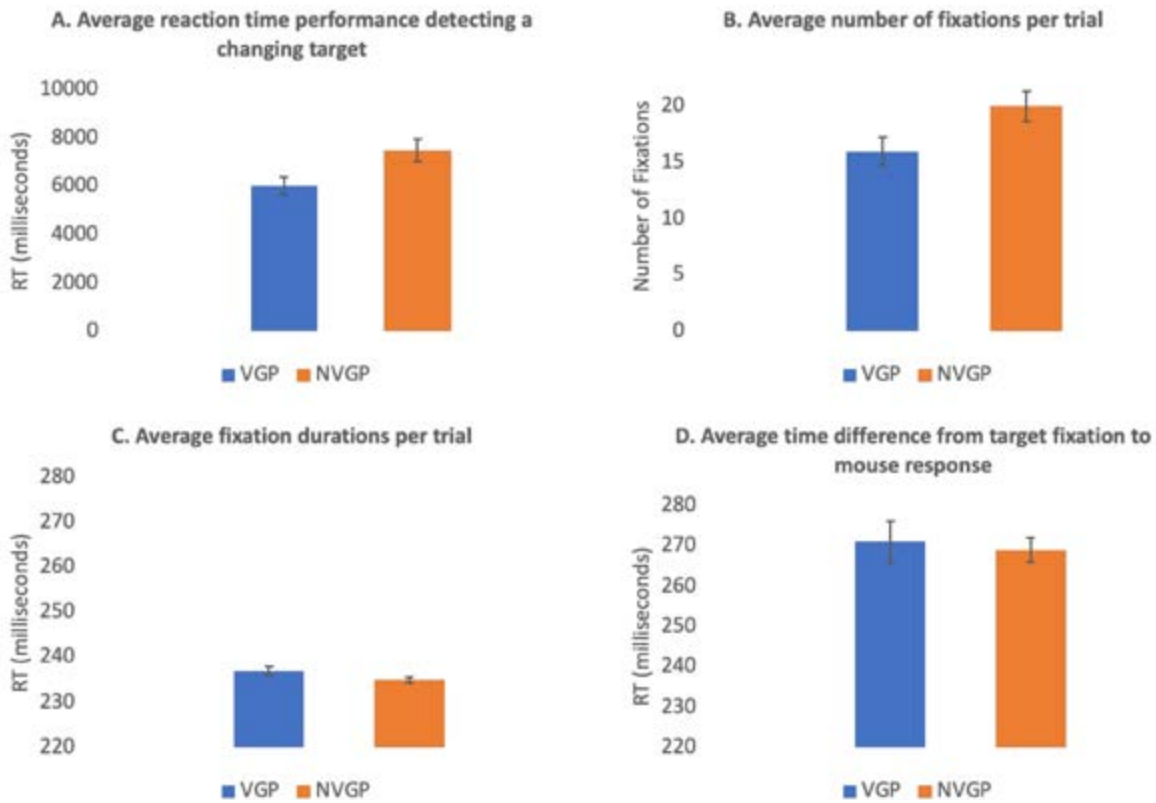 A. Average reaction time performance detecting a
changing target
10000
8000
6000
4000
2000
0
RT (milliseconds)
VGP NVGP
B. Average number of fixations per trial
20
15
10
5
0
Number of Fixations
VGP NVGP
C. Average fixation durations per trial
280
270
260
250
240
230
220
RT (milliseconds)
VGP NVGP
D. Average time difference from target fixation to
mouse response
280
270
260
250
240
230
220
RT (milliseconds)
VGP NVGP